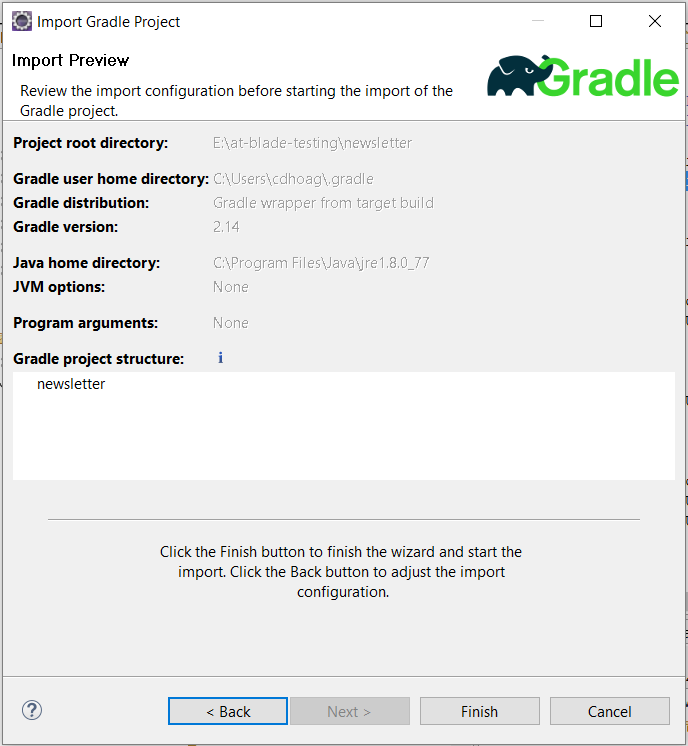 Import Gradle Project
Import Preview
Review the import configuration before starting the import of the
Gradle project.
Gradle
Project root directory: E:\at-blade-testing\newsletter
Gradle user home directory: C:\Users\cdhoag\.gradle
Gradle distribution: Gradle wrapper from target build
Gradle version: 2.14
Java home directory: C:\Program Files\Java\jre1.8.0_77
JVM options: None
Program arguments: None
Gradle project structure: i
newsletter
Click the Finish button to finish the wizard and start the
import. Click the Back button to adjust the import
configuration.
? < Back Next > Finish Cancel